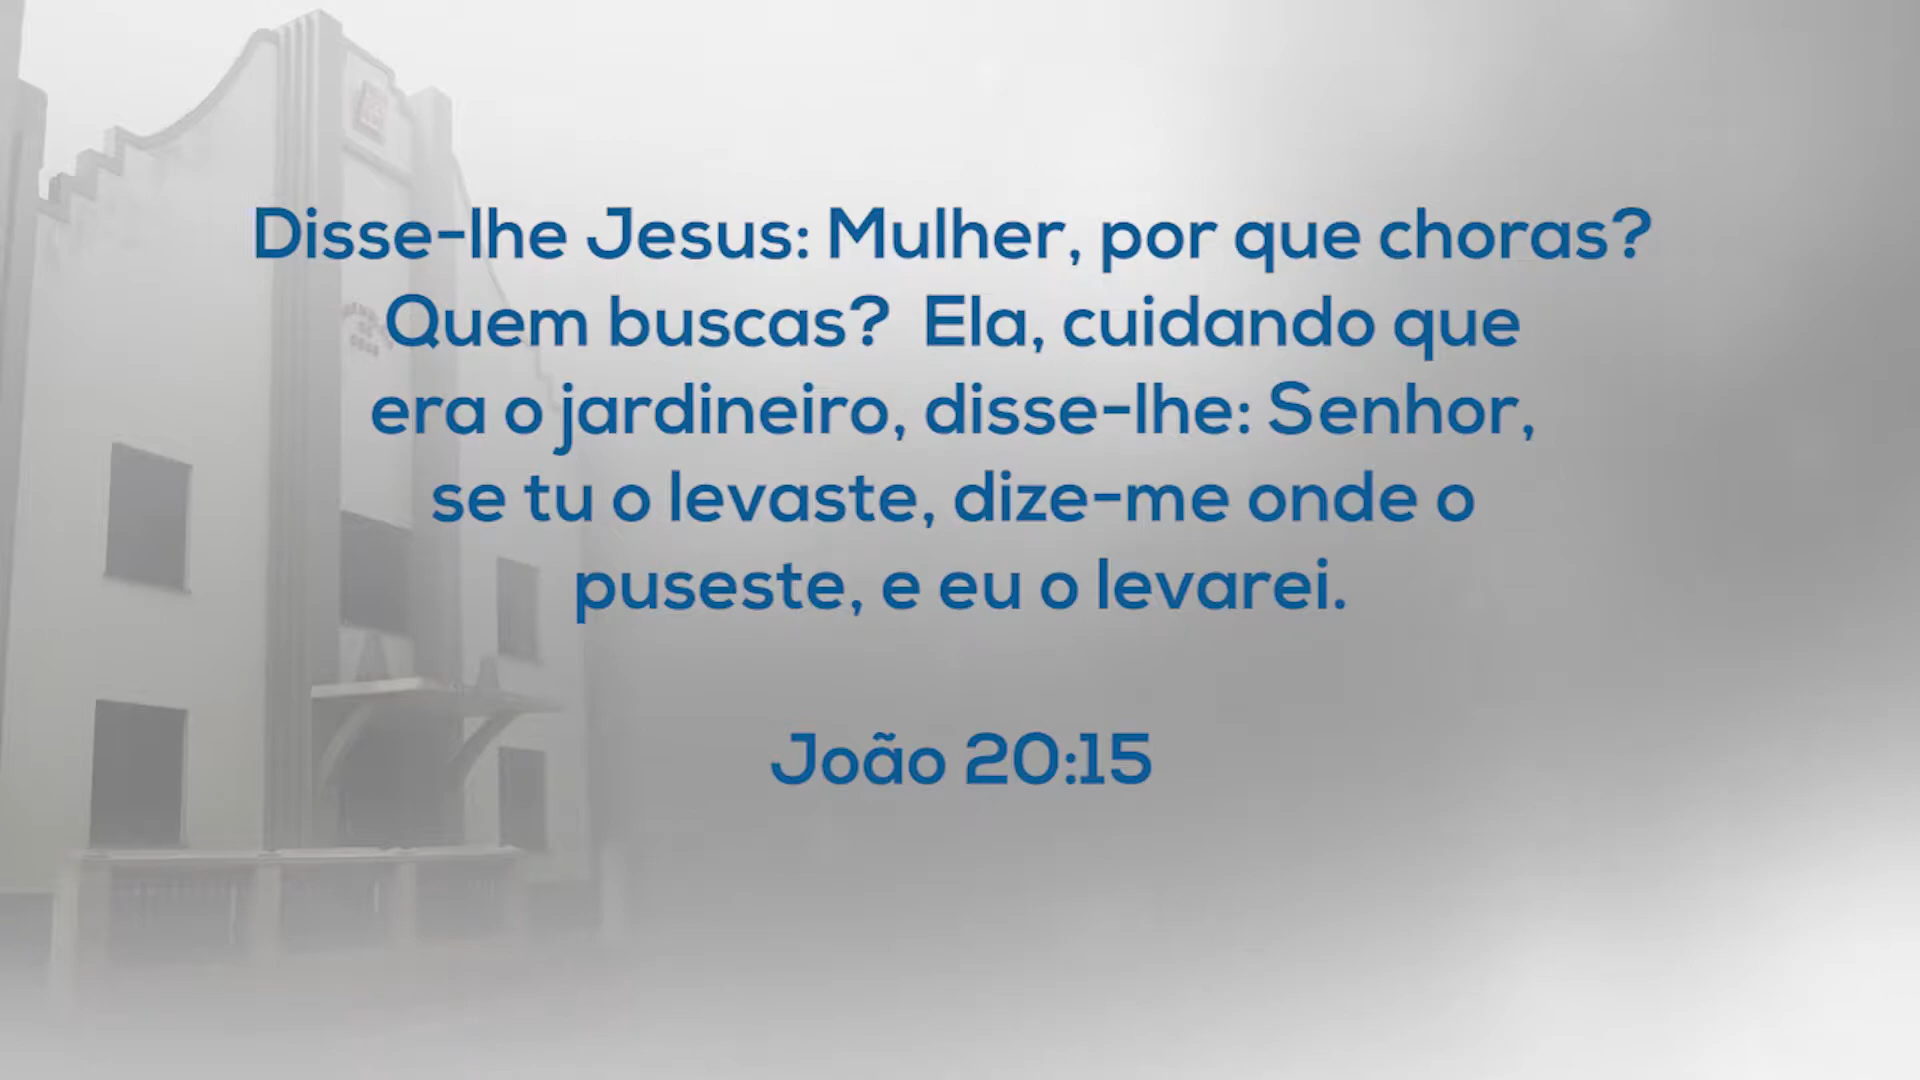 Disse-lhe Jesus: Mulher, por que choras?
Quem buscas?  Ela, cuidando que
era o jardineiro, disse-lhe: Senhor,
se tu o levaste, dize-me onde o
puseste, e eu o levarei.
João 20:15